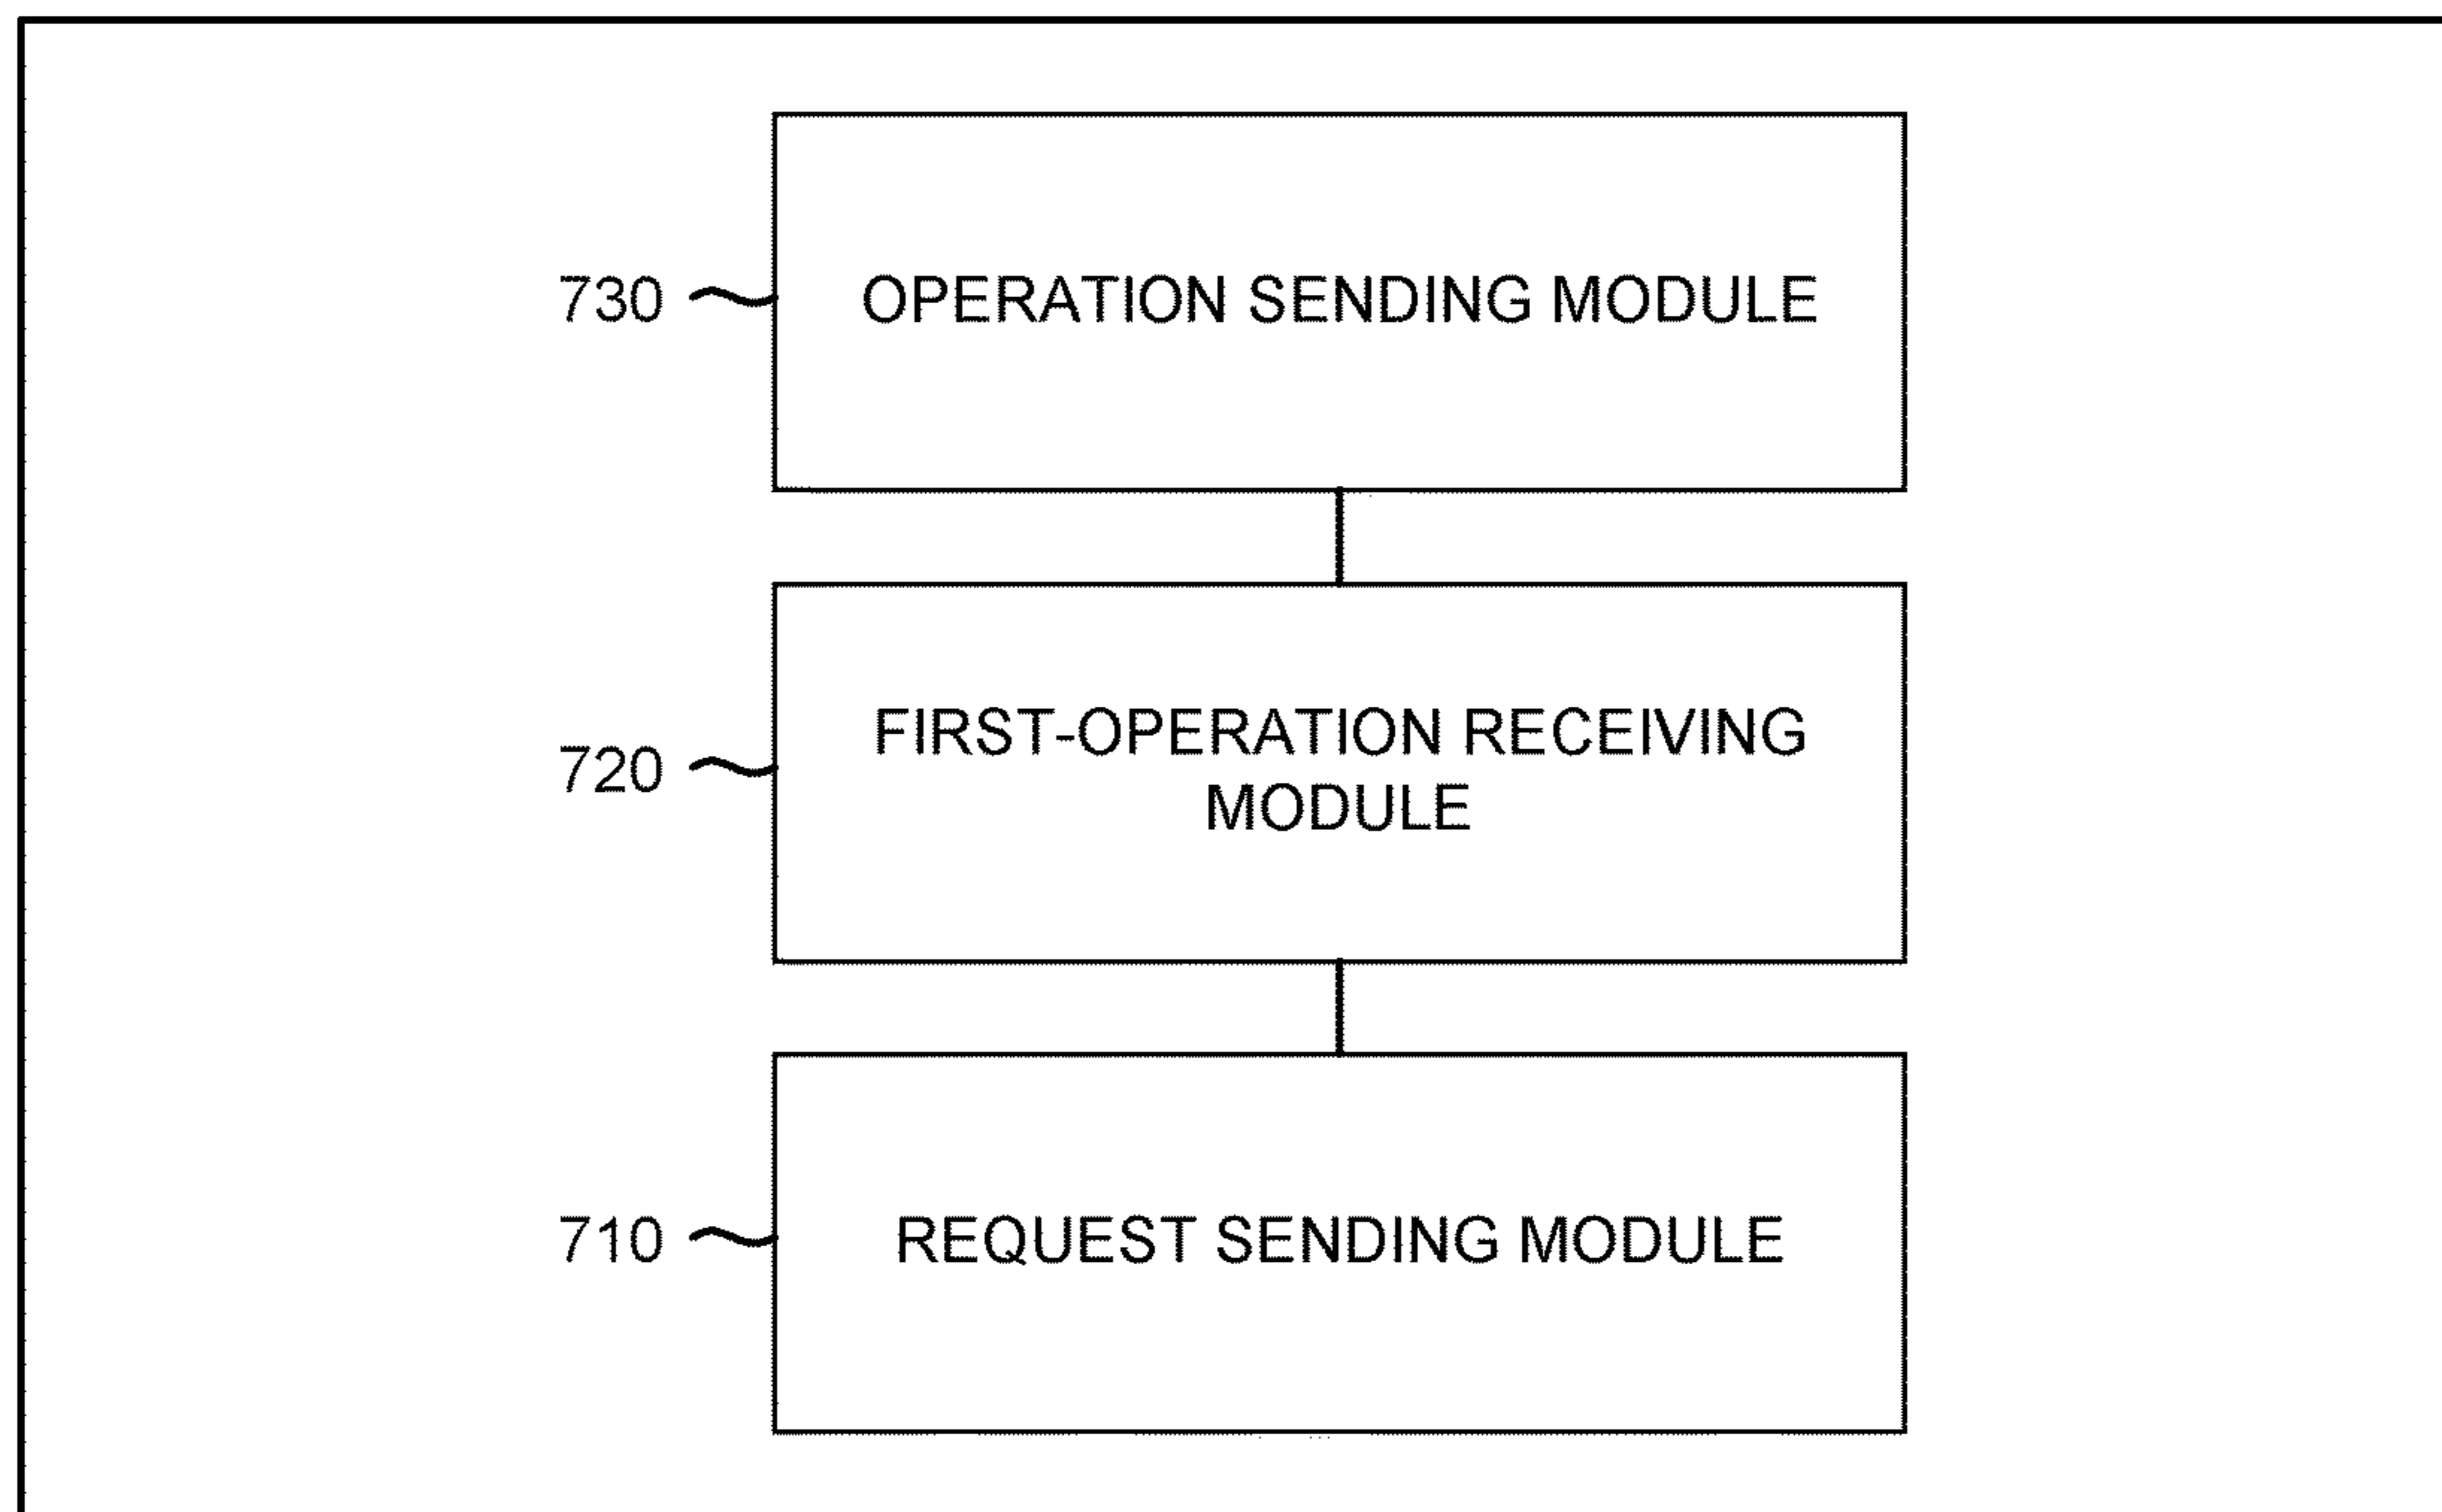 730 OPERATION SENDING MODULE
FIRST-OPERATION RECEIVING
720
MODULE
710 REQUEST SENDING MODULE